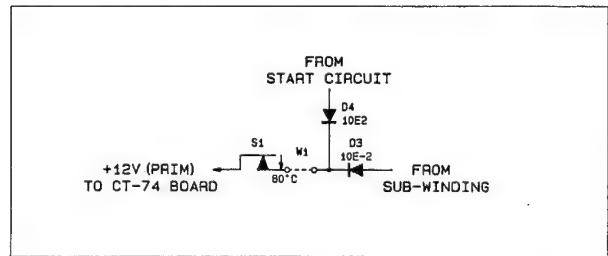 FROM
START CIRCUIT
D4
10E2
S1
W1
D3
10E-2
+12V (PRIM)
TO CT-74 BOARD
80°C
FROM
SUB-WINDING